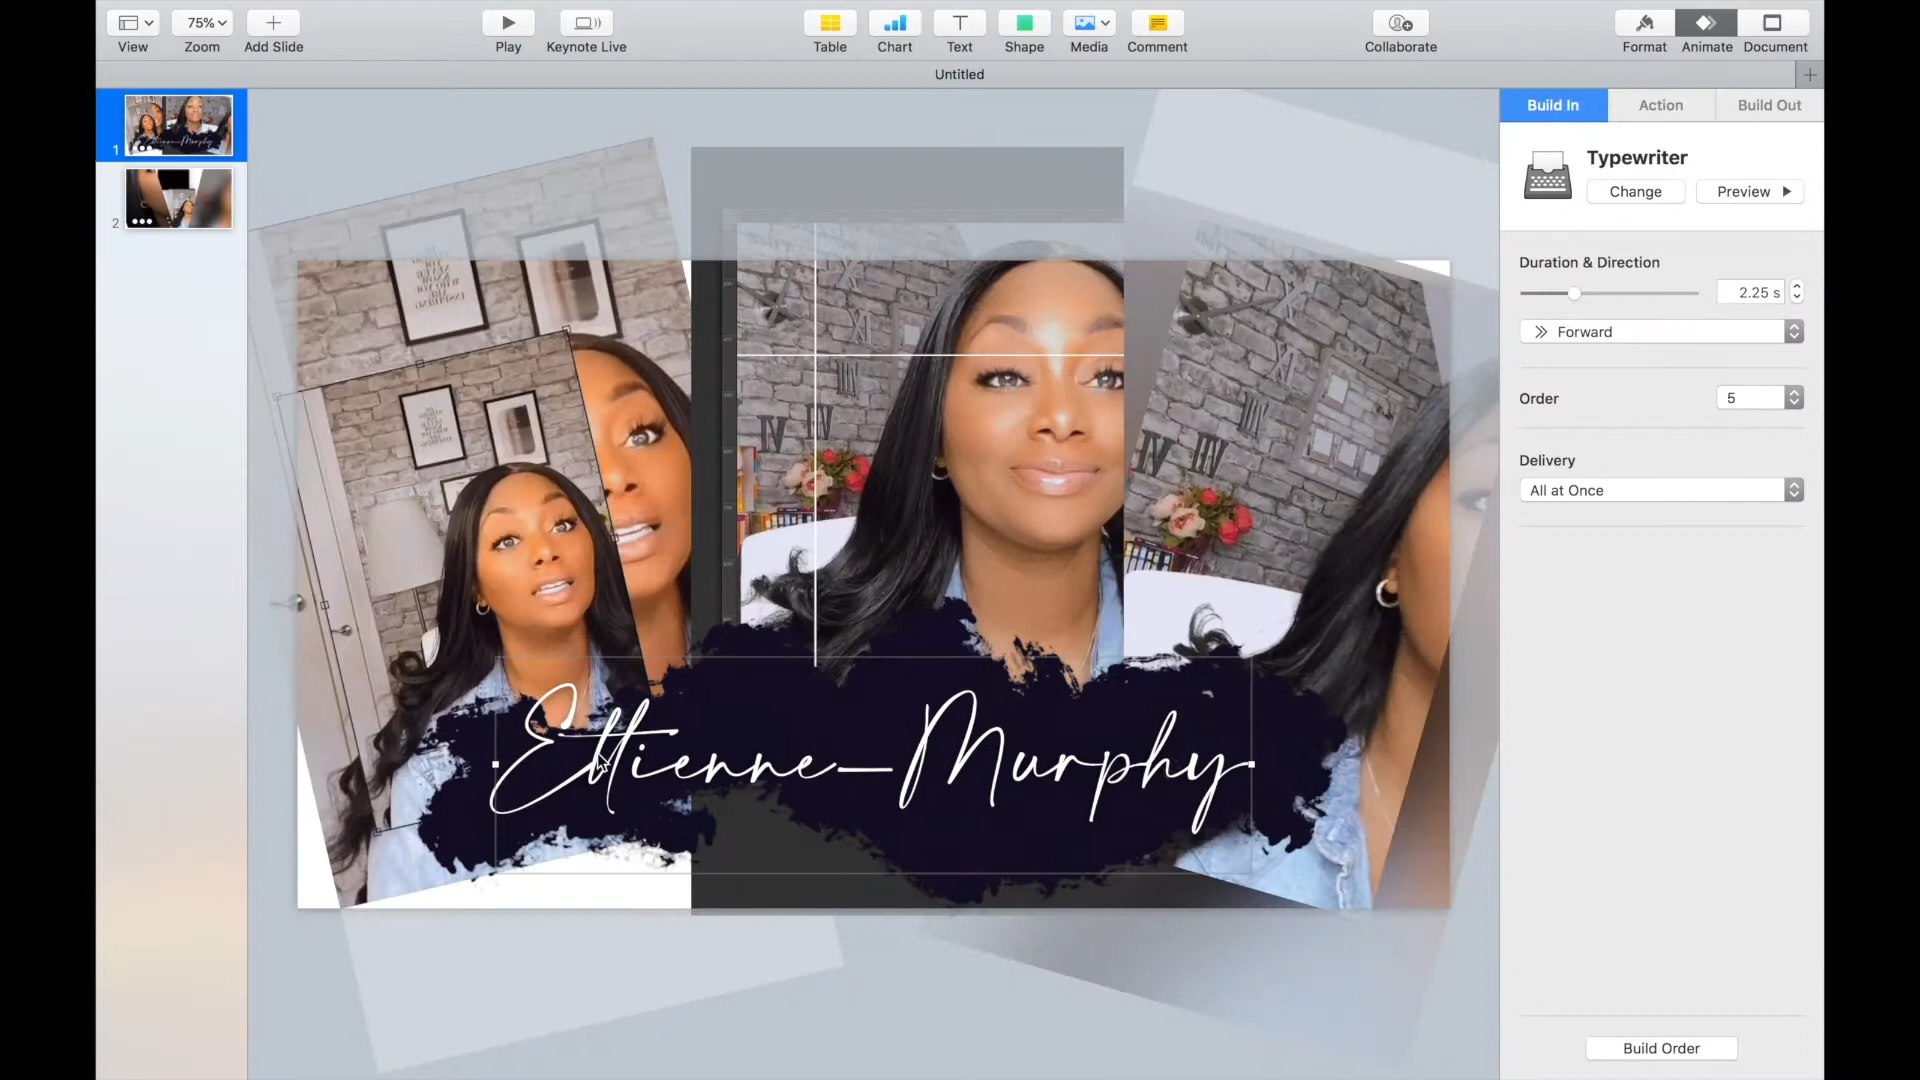 75%
View
Zoom
Add Slide
Play
Keynote Live
Table
Chart
Text
Shape
Media
Comment
Collaborate
Format
Animate
Document
Untitled
Build In
Action
Build Out
Typewriter
Change
Preview
Duration & Direction
2.25 s
Forward
Order
5
Delivery
All at Once
Build Order
1
2
Ettienne-Murphy